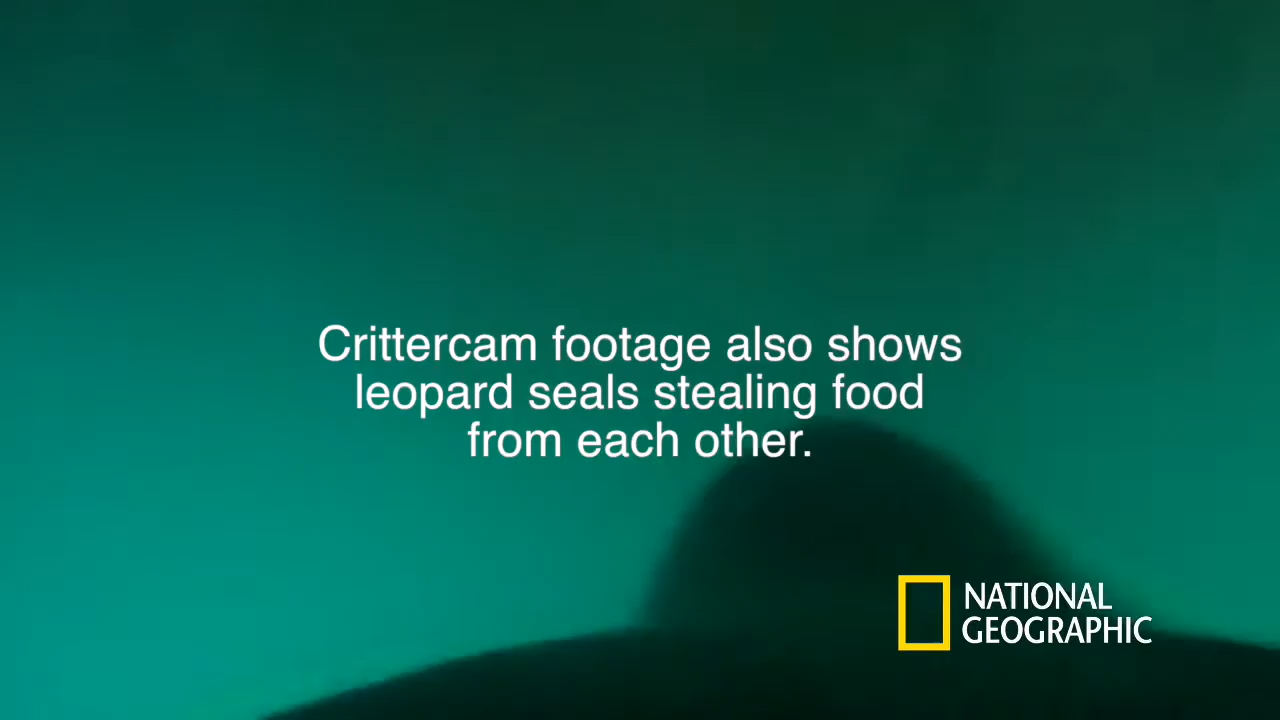 Crittercam footage also shows
leopard seals stealing food
from each other.
NATIONAL
GEOGRAPHIC